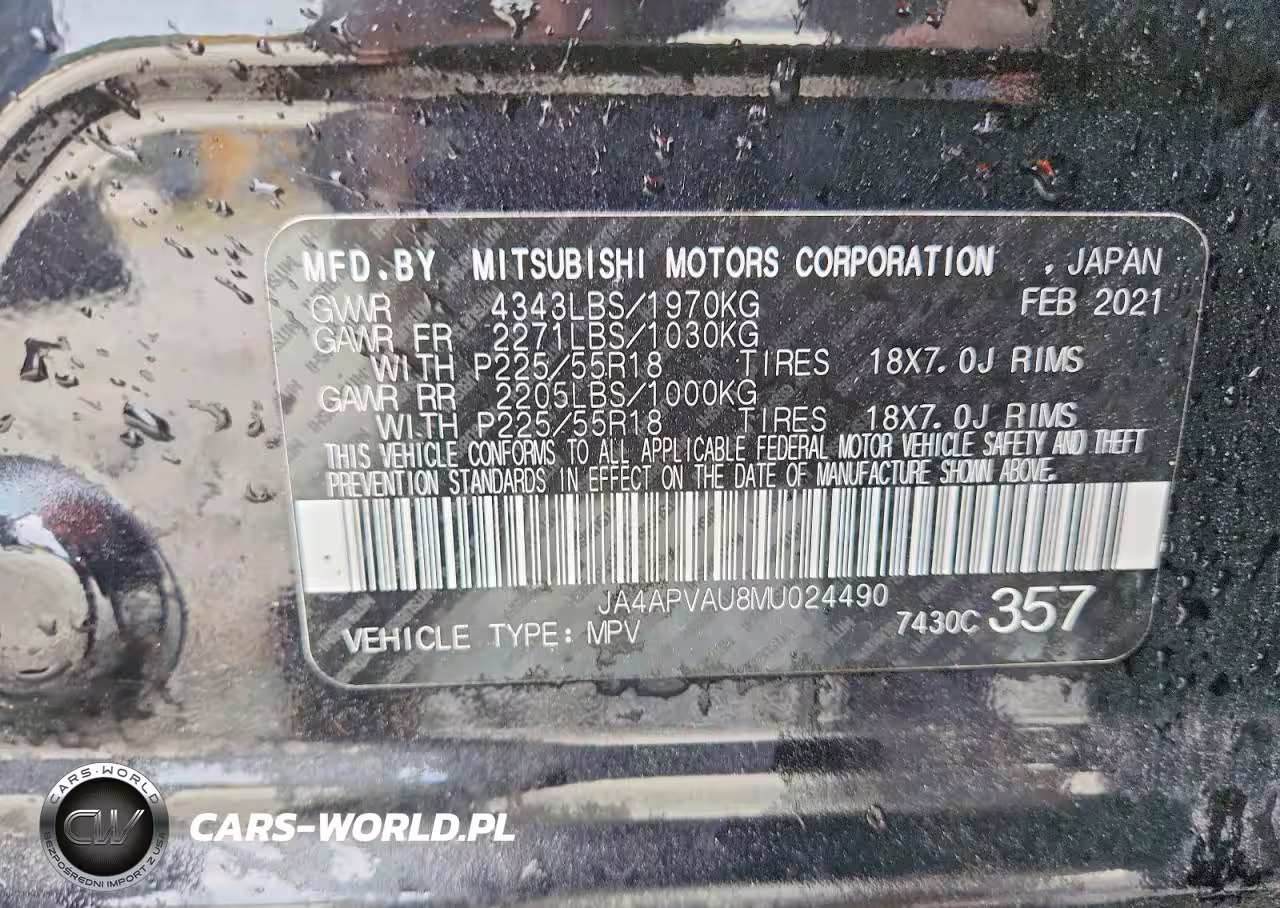 MFD.BY MITSUBISHI MOTORS CORPORATION , JAPAN
GVWR 4343LBS/1970KG FEB 2021
GAWR FR 2271LBS/1030KG
WITH P225/55R18 TIRES 18X7.0J RIMS
GAWR RR 2205LBS/1000KG
WITH P225/55R18 TIRES 18X7.0J RIMS
THIS VEHICLE CONFORMS TO ALL APPLICABLE FEDERAL MOTOR VEHICLE SAFETY AND THEFT
PREVENTION STANDARDS IN EFFECT ON THE DATE OF MANUFACTURE SHOWN ABOVE.
JA4APVAU8MU024490
VEHICLE TYPE: MPV 7430C 357
CARS-WORLD
CW
BEZPOŚREDNI IMPORT Z USA
CARS-WORLD.PL